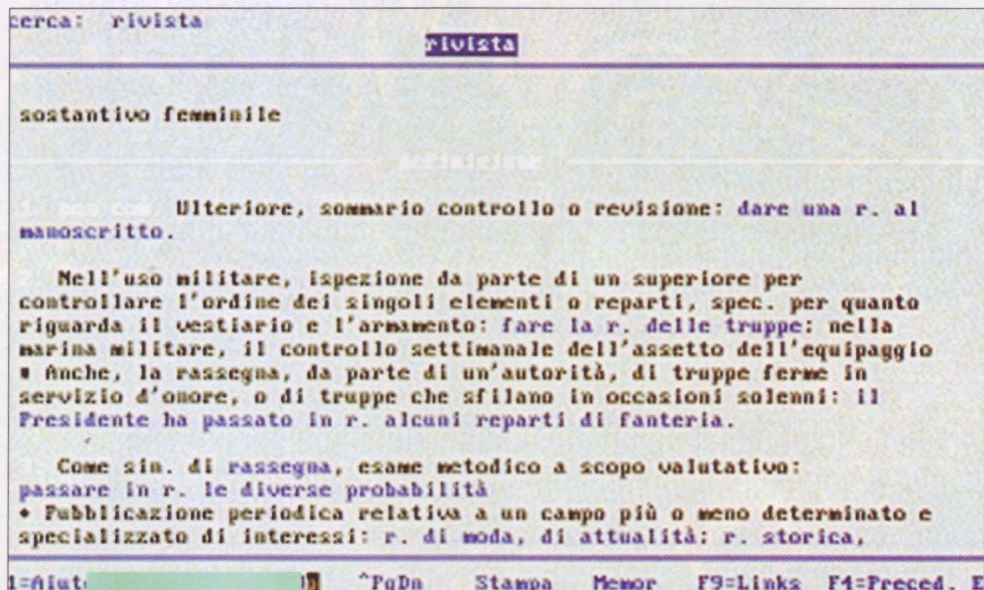 cerca: rivista
rivista
sostantivo femminile
Ulteriore, sommario controllo o revisione: dare una r. al
manoscritto.
Nell'uso militare, ispezione da parte di un superiore per
controllare l'ordine dei singoli elementi o reparti, spec. per quanto
riguarda il vestiario e l'armamento: fare la r. delle truppe; nella
marina militare, il controllo settimanale dell'assetto dell'equipaggio
■ Anche, la rassegna, da parte di un'autorità, di truppe ferme in
servizio d'onore, o di truppe che sfilano in occasioni solenni: il
Presidente ha passato in r. alcuni reparti di fanteria.
Come sin. di rassegna, esame metodico a scopo valutativo:
passare in r. le diverse probabilità
♦ Pubblicazione periodica relativa a un campo più o meno determinato e
specializzato di interessi: r. di moda, di attualità; r. storica,
1=Aiut ^PgDn Stampa Memor F9=Links F4=Preced. E